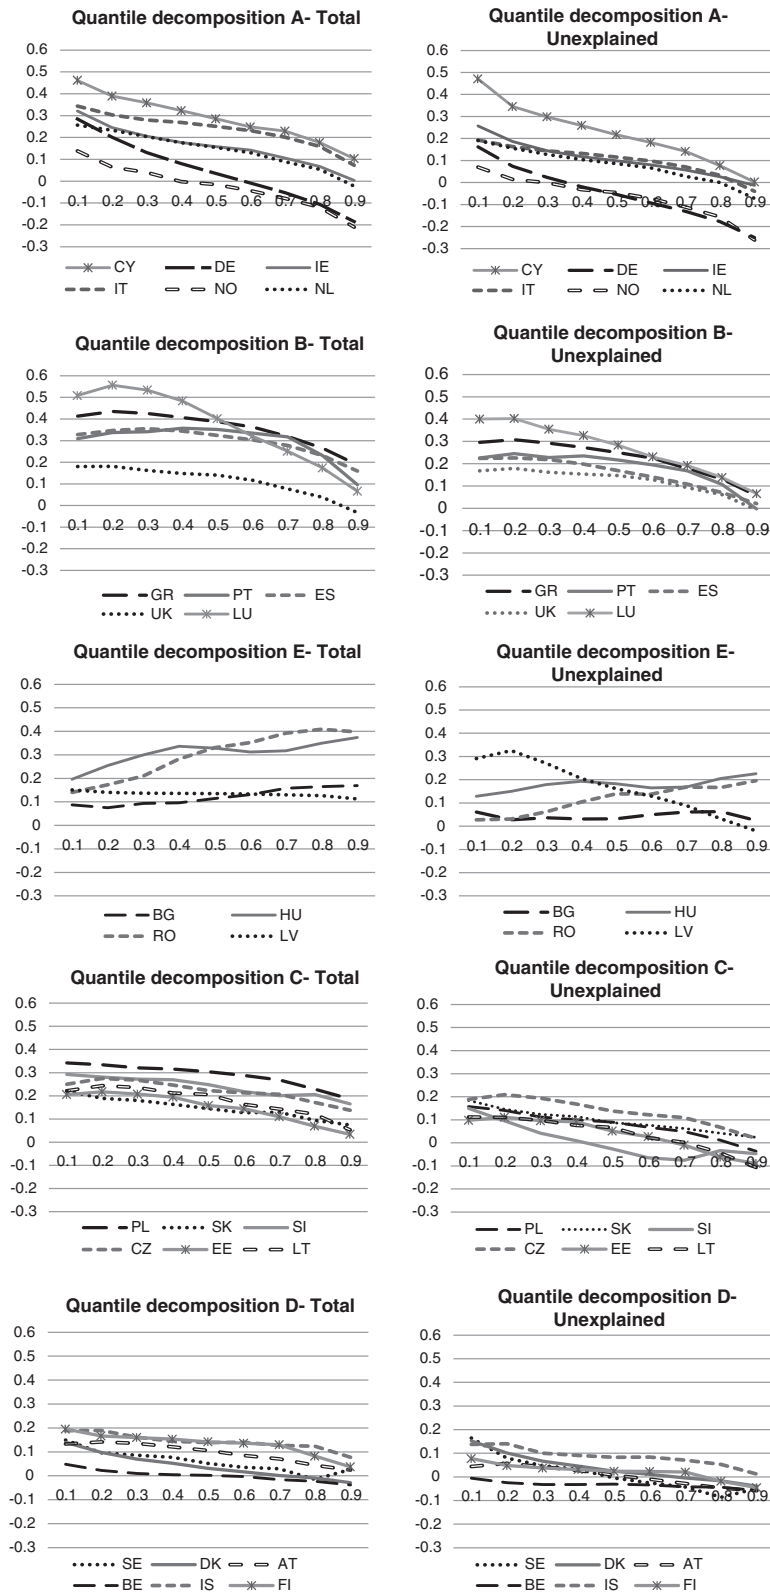 Quantile decomposition A- Total
0.6
0.5
0.4
0.3
0.2
0.1
0
0.1 0.2 0.3 0.4 0.5 0.6 0.7 0.8 0.9
-0.1
-0.2
-0.3
CY DE IE
IT NO NL
Quantile decomposition A-
Unexplained
0.6
0.5
0.4
0.3
0.2
0.1
0
0.1 0.2 0.3 0.4 0.5 0.6 0.7 0.8 0.9
-0.1
-0.2
-0.3
CY DE IE
IT NO NL
Quantile decomposition B- Total
0.6
0.5
0.4
0.3
0.2
0.1
0
0.1 0.2 0.3 0.4 0.5 0.6 0.7 0.8 0.9
-0.1
-0.2
-0.3
GR PT ES
UK LU
Quantile decomposition B-
Unexplained
0.6
0.5
0.4
0.3
0.2
0.1
0
0.1 0.2 0.3 0.4 0.5 0.6 0.7 0.8 0.9
-0.1
-0.2
-0.3
GR PT ES
UK LU
Quantile decomposition E- Total
0.6
0.5
0.4
0.3
0.2
0.1
0
0.1 0.2 0.3 0.4 0.5 0.6 0.7 0.8 0.9
-0.1
-0.2
-0.3
BG HU
RO LV
Quantile decomposition E-
Unexplained
0.6
0.5
0.4
0.3
0.2
0.1
0
0.1 0.2 0.3 0.4 0.5 0.6 0.7 0.8 0.9
-0.1
-0.2
-0.3
BG HU
RO LV
Quantile decomposition C- Total
0.6
0.5
0.4
0.3
0.2
0.1
0
0.1 0.2 0.3 0.4 0.5 0.6 0.7 0.8 0.9
-0.1
-0.2
-0.3
PL SK SI
CZ EE LT
Quantile decomposition C-
Unexplained
0.6
0.5
0.4
0.3
0.2
0.1
0
0.1 0.2 0.3 0.4 0.5 0.6 0.7 0.8 0.9
-0.1
-0.2
-0.3
PL SK SI
CZ EE LT
Quantile decomposition D- Total
0.6
0.5
0.4
0.3
0.2
0.1
0
0.1 0.2 0.3 0.4 0.5 0.6 0.7 0.8 0.9
-0.1
-0.2
-0.3
SE DK AT
BE IS FI
Quantile decomposition D-
Unexplained
0.6
0.5
0.4
0.3
0.2
0.1
0
0.1 0.2 0.3 0.4 0.5 0.6 0.7 0.8 0.9
-0.1
-0.2
-0.3
SE DK AT
BE IS FI